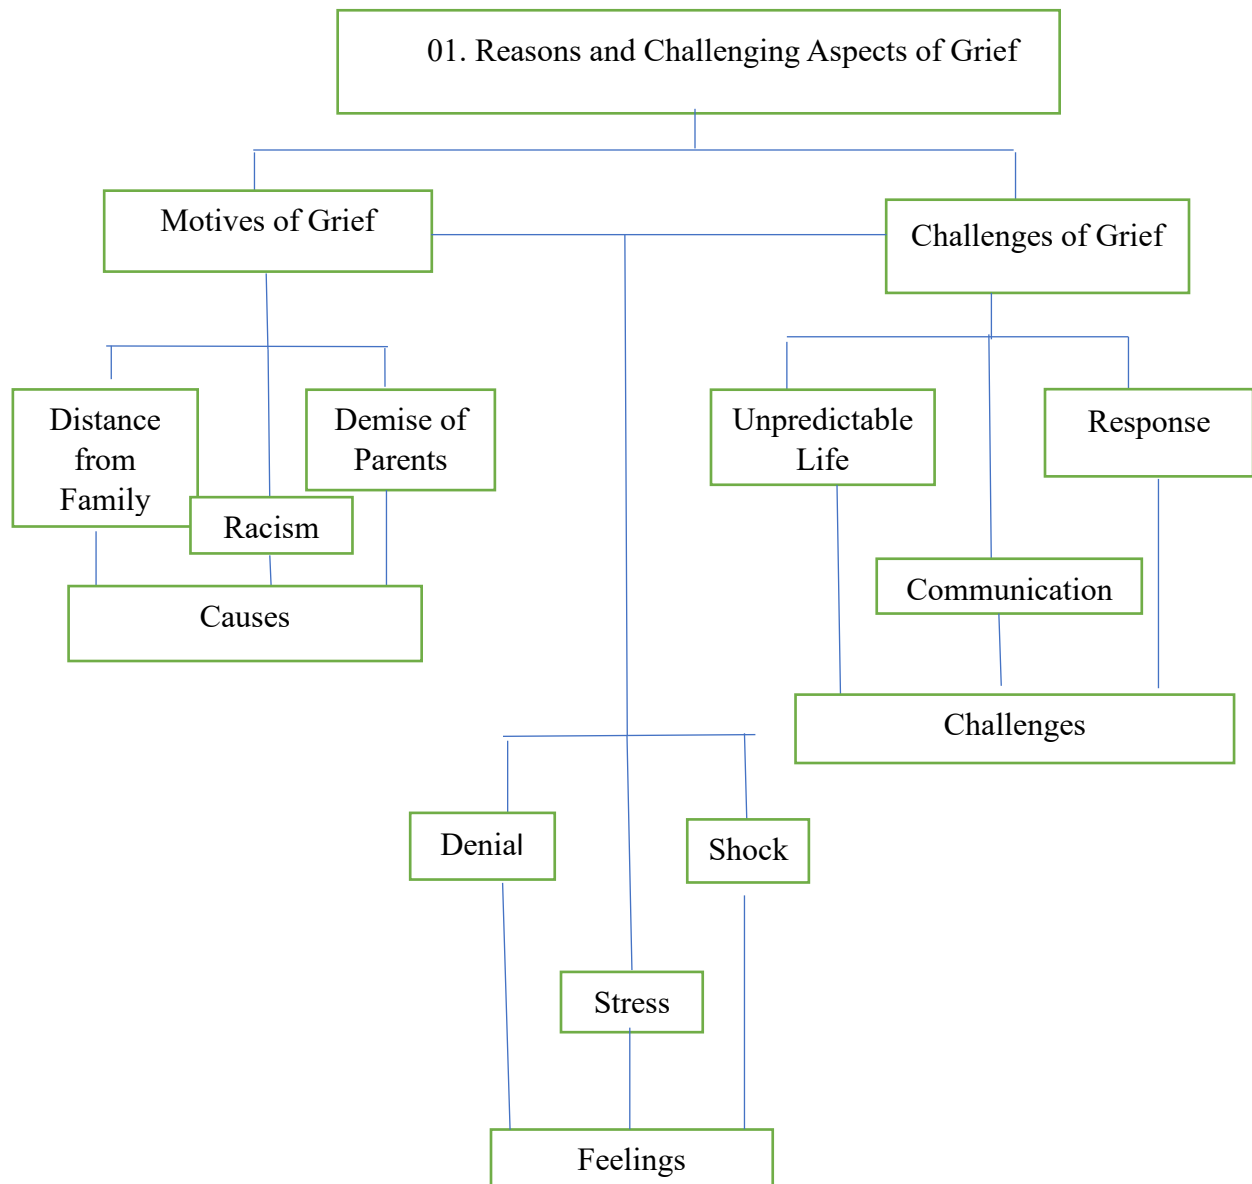 01. Reasons and Challenging Aspects of Grief
Motives of Grief
Challenges of Grief
Distance
from
Family
Demise of
Parents
Racism
Causes
Unpredictable
Life
Response
Communication
Challenges
Denial
Shock
Stress
Feelings